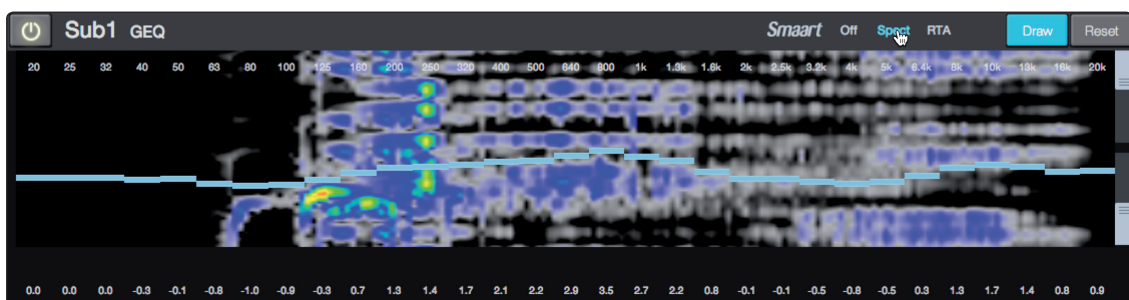 Sub1 GEQ Smaart Off Spect RTA Draw Reset
20 25 32 40 50 63 80 100 125 160 200 250 320 400 500 640 800 1k 1.3k 1.6k 2k 2.5k 3.2k 4k 5k 6.4k 8k 10k 13k 16k 20k
0.0 0.0 0.0 -0.3 -0.1 -0.8 -1.0 -0.9 -0.3 0.7 1.3 1.4 1.7 2.1 2.2 2.9 3.5 2.7 2.2 0.8 -0.1 -0.1 -0.5 -0.8 -0.5 0.3 1.3 1.7 1.4 0.8 0.9